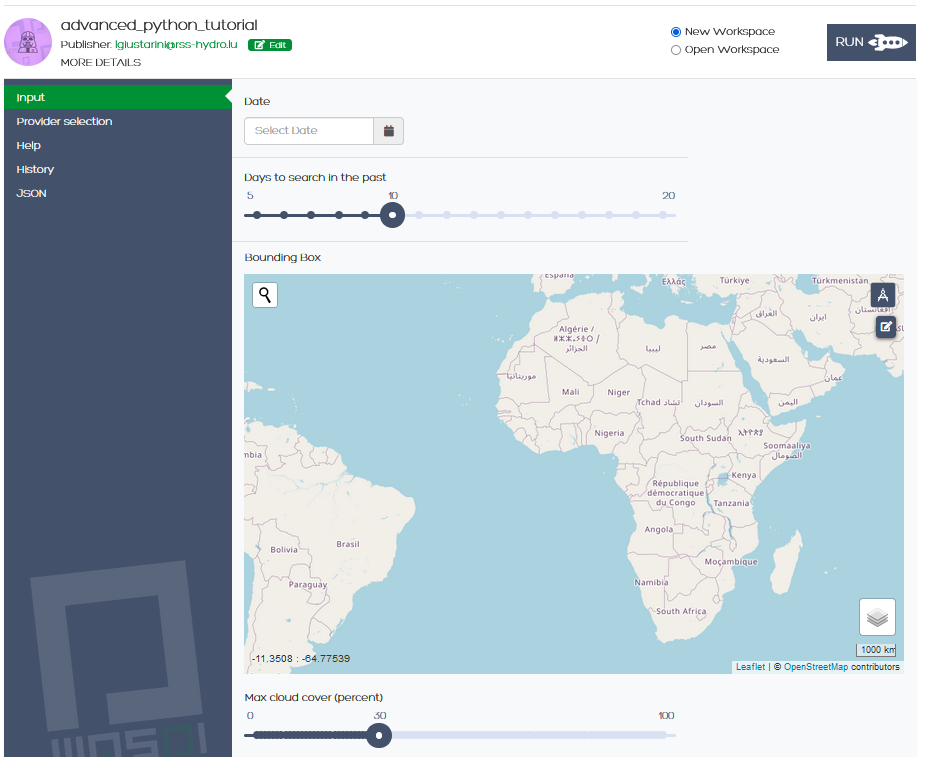 advanced_python_tutorial
Publisher: lgiustarini@rss-hydro.lu Edit
MORE DETAILS
New Workspace
Open Workspace
RUN
Input
Provider selection
Help
History
JSON
Date
Select Date
Days to search in the past
5 10 20
Bounding Box
España
Ελλάς
Türkiye
Türkmenistan
العراق
ایران
افغانستان
Algérie /
الجزائر
ليبيا
مصر
السعودية
عمان
موريتانيا
Mali
Niger
Tchad تشاد
السودان
اليمن
Nigeria
South Sudan
Soomaaliya
الصومال
mbia
Kenya
République
démocratique
du Congo
Tanzania
Angola
Brasil
Bolivia
Moçambique
Paraguay
Namibia
South Africa
1000 km
-11.3508 : -64.77539
Leaflet | © OpenStreetMap contributors
Max cloud cover (percent)
0 30 100